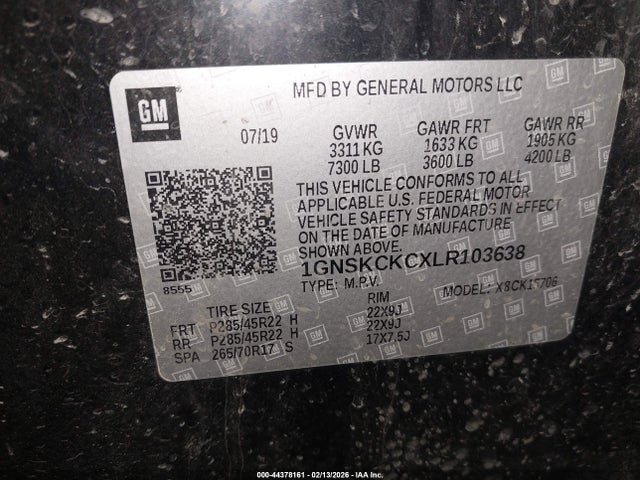 MFD BY GENERAL MOTORS LLC
GM
07/19
GVWR GAWR FRT GAWR RR
3311 KG 1633 KG 1905 KG
7300 LB 3600 LB 4200 LB
THIS VEHICLE CONFORMS TO ALL
APPLICABLE U.S. FEDERAL MOTOR
VEHICLE SAFETY STANDARDS IN EFFECT
ON THE DATE OF MANUFACTURE
SHOWN ABOVE.
8555
1GNSKCKCXLR103638
TYPE: M.P.V. MODEL: X8CK15706
TIRE SIZE RIM
FRT P285/45R22 H 22X9J
RR P285/45R22 H 22X9J
SPA 265/70R17 S 17X7.5J
000-44378161 - 02/13/2026 - IAA Inc.